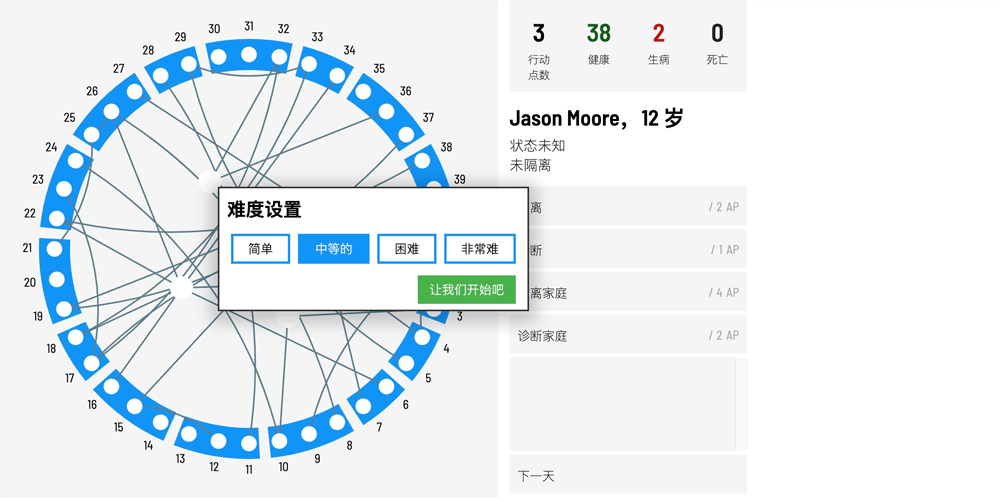 30
31
32
29
33
28
34
27
35
26
36
25
37
24
38
23
39
22
21
20
19
3
18
4
17
5
16
6
15
7
14
8
13
9
12
11
10
难度设置
简单
中等的
困难
非常难
让我们开始吧
3
38
2
0
行动
点数
健康
生病
死亡
Jason Moore，12 岁
状态未知
未隔离
离
/ 2 AP
断
/ 1 AP
离家庭
/ 4 AP
诊断家庭
/ 2 AP
下一天